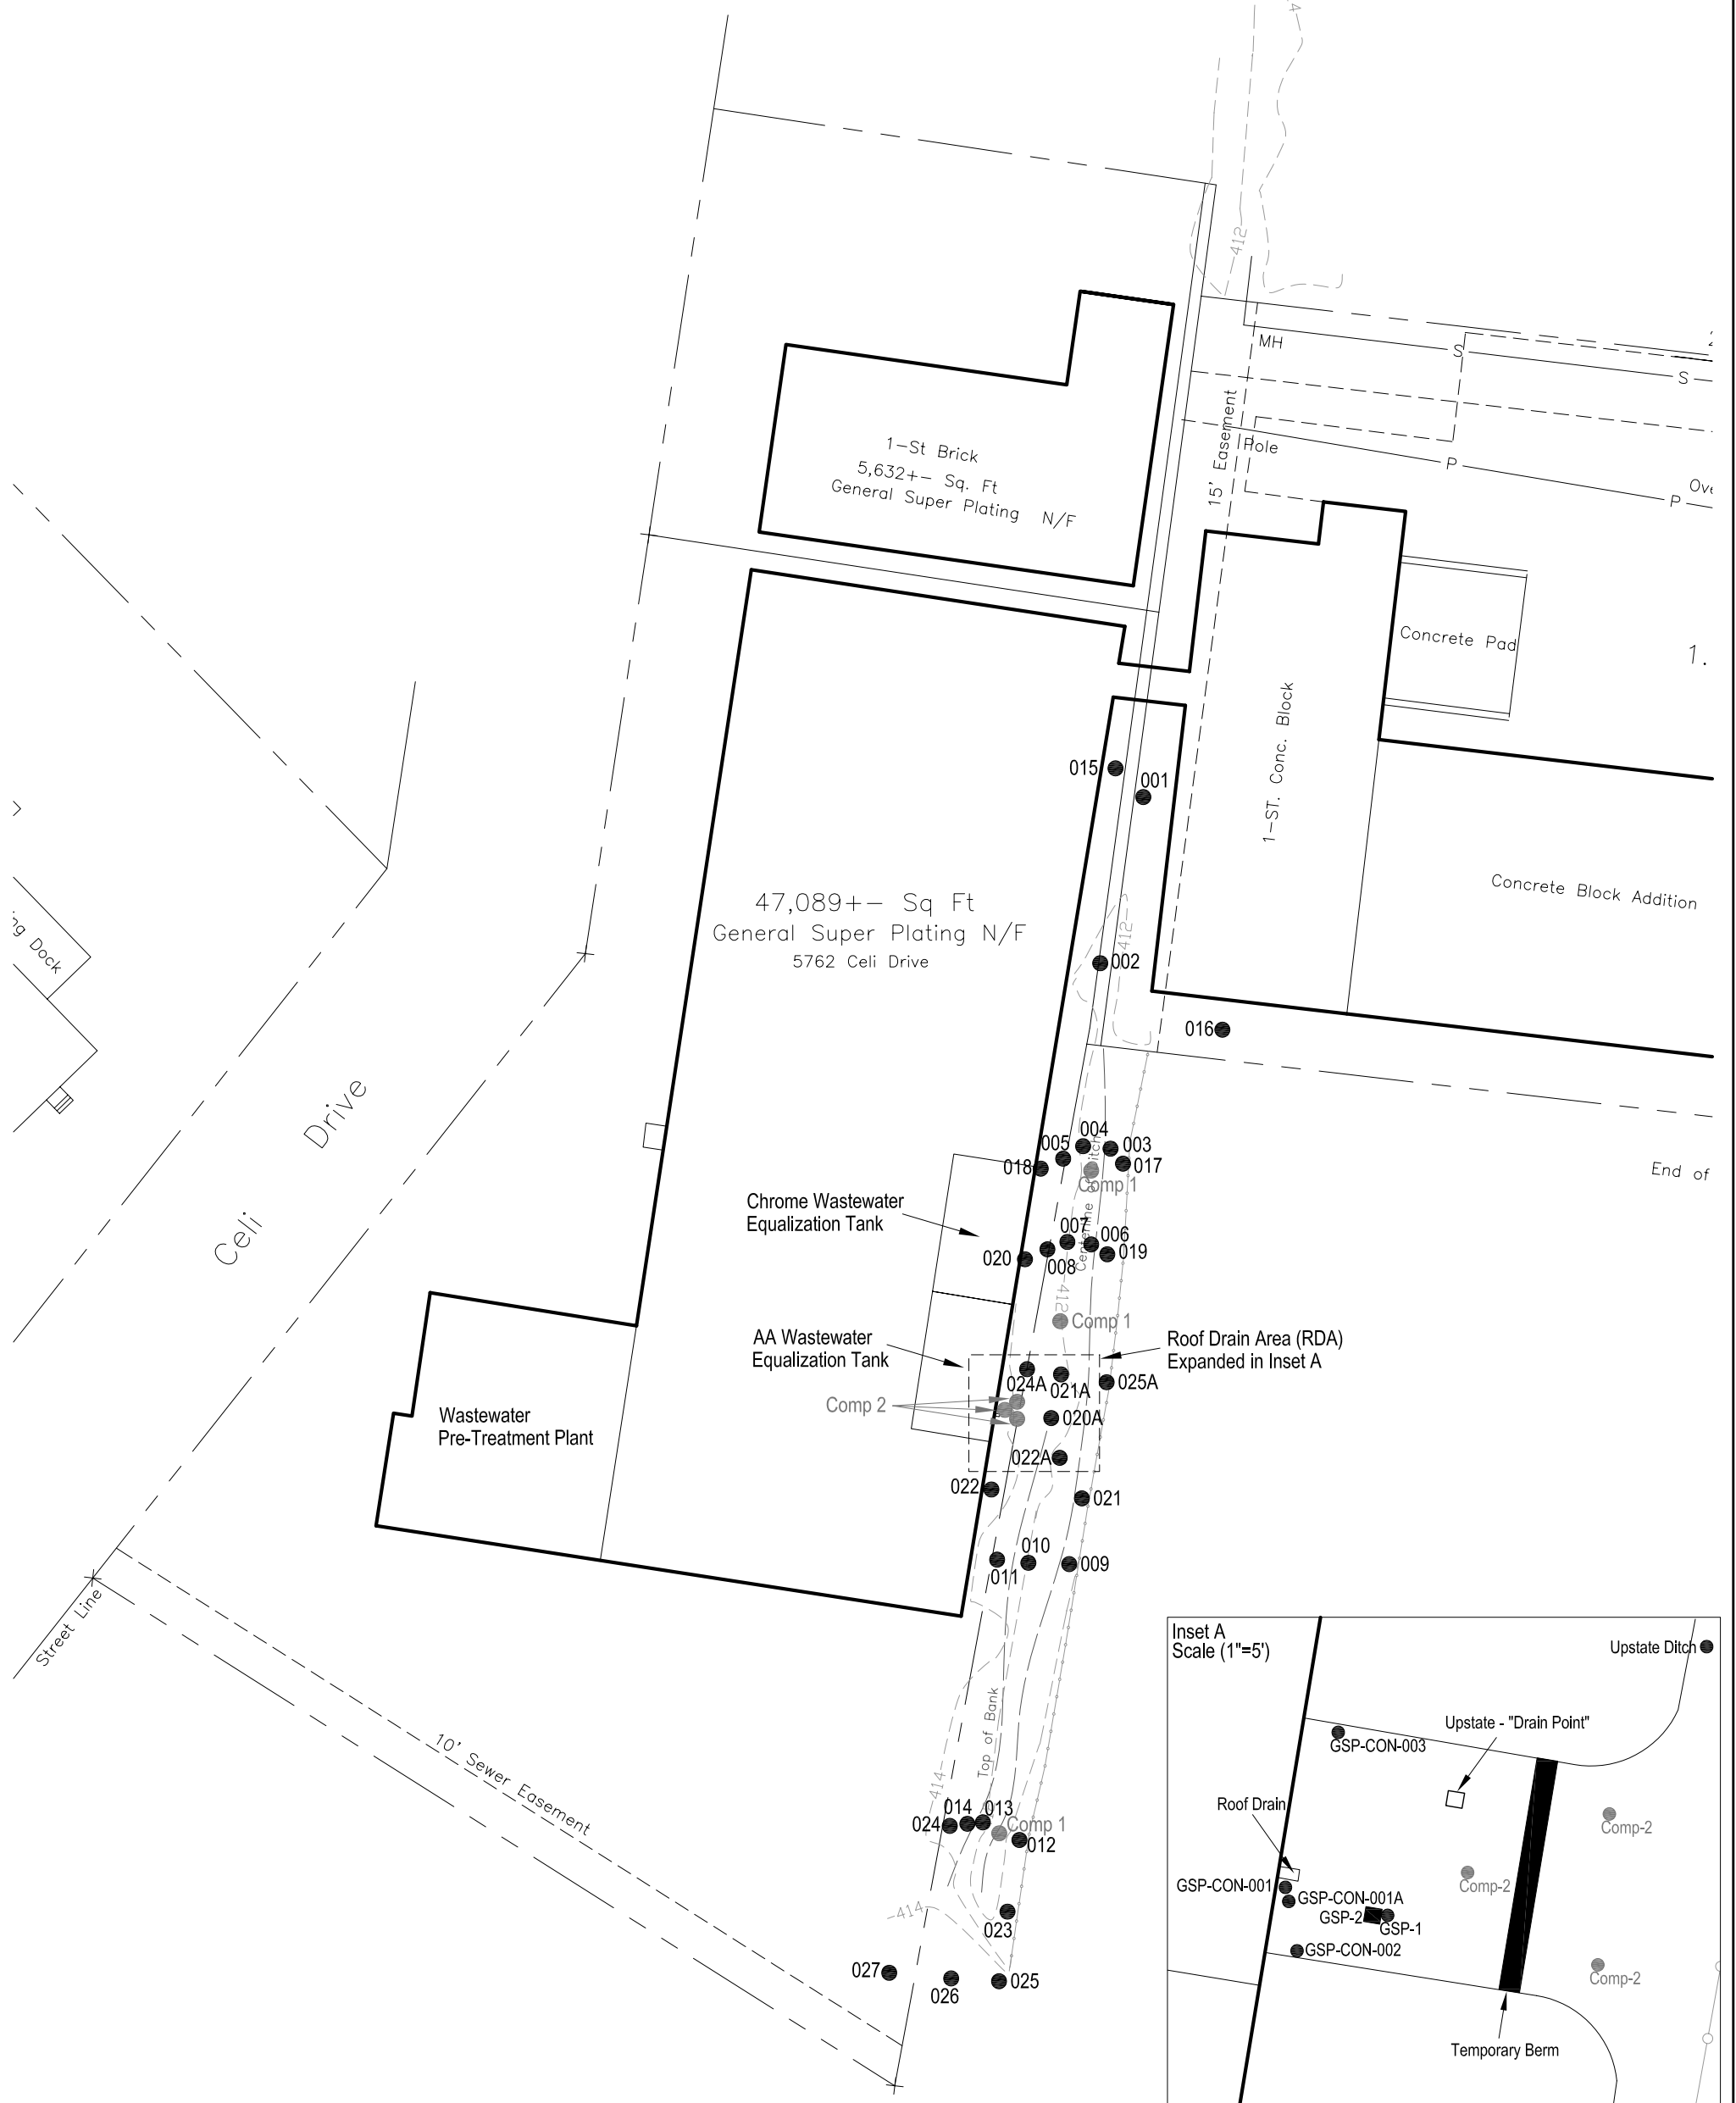 412
MH
S
S
15' Easement
Pole
P
P
1-St Brick
5,632+- Sq. Ft
General Super Plating N/F
Concrete Pad
1.
1-ST. Conc. Block
015
001
Concrete Block Addition
47,089+- Sq Ft
General Super Plating N/F
5762 Celi Drive
412
002
016
Dock
Celi Drive
004
005
003
018
017
Comp 1
End of
Centerline Ditch
Chrome Wastewater
Equalization Tank
007
006
020
008
019
412
Comp 1
AA Wastewater
Equalization Tank
Roof Drain Area (RDA)
Expanded in Inset A
024A
021A
025A
Comp 2
020A
Wastewater
Pre-Treatment Plant
022A
022
021
010
011
009
Street Line
10' Sewer Easement
Top of Bank
414
014
013
024
Comp 1
012
414
023
027
026
025
Inset A
Scale (1"=5')
Upstate Ditch
Upstate - "Drain Point"
GSP-CON-003
Roof Drain
Comp-2
GSP-CON-001
Comp-2
GSP-CON-001A
GSP-2
GSP-1
GSP-CON-002
Comp-2
Temporary Berm